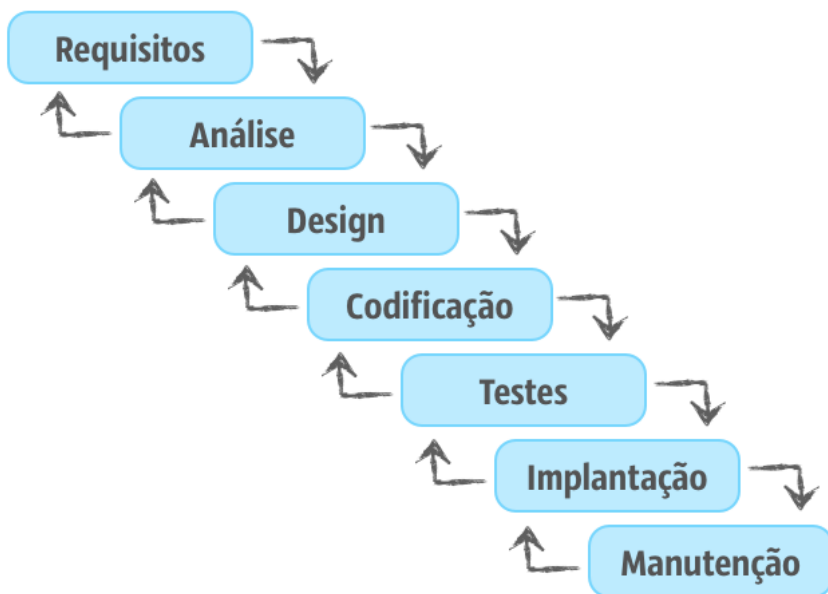 Requisitos
Análise
Design
Codificação
Testes
Implantação
Manutenção